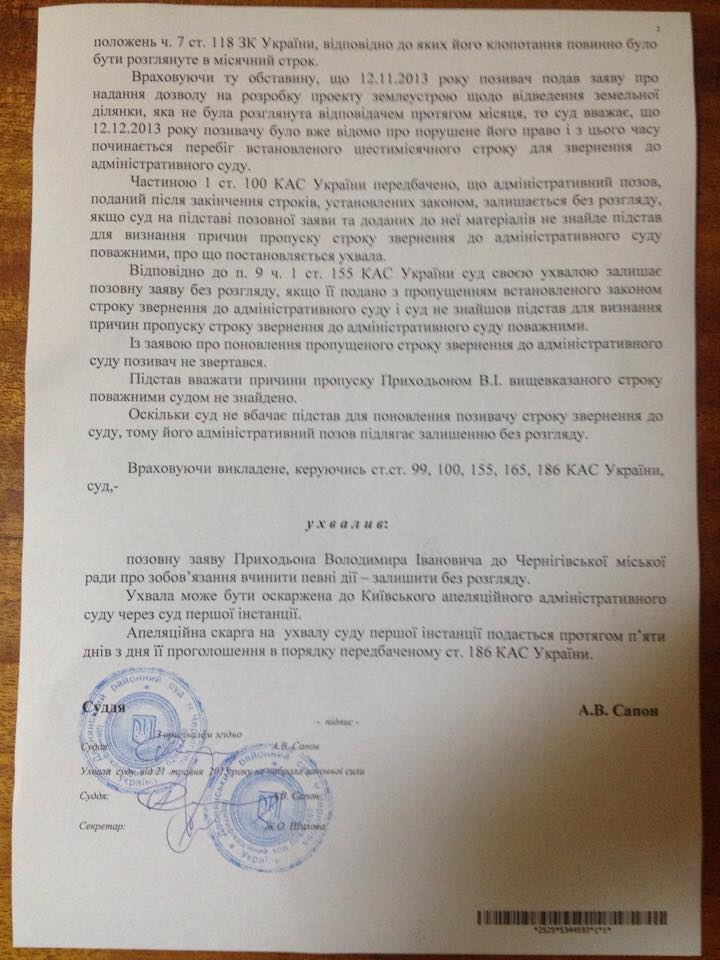 2
положень ч. 7 ст. 118 ЗК України, відповідно до яких його клопотання повинно було
бути розглянуте в місячний строк.
Враховуючи ту обставину, що 12.11.2013 року позивач подав заяву про
надання дозволу на розробку проекту землеустрою щодо відведення земельної
ділянки, яка не була розглянута відповідачем протягом місяця, то суд вважає, що
12.12.2013 року позивачу було вже відомо про порушене його право і з цього часу
починається перебіг встановленого шестимісячного строку для звернення до
адміністративного суду.
Частиною 1 ст. 100 КАС України передбачено, що адміністративний позов,
поданий після закінчення строків, установлених законом, залишається без розгляду,
якщо суд на підставі позовної заяви та доданих до неї матеріалів не знайде підстав
для визнання причин пропуску строку звернення до адміністративного суду
поважними, про що постановляється ухвала.
Відповідно до п. 9 ч. 1 ст. 155 КАС України суд своєю ухвалою залишає
позовну заяву без розгляду, якщо її подано з пропущенням встановленого законом
строку звернення до адміністративного суду і суд не знайшов підстав для визнання
причин пропуску строку звернення до адміністративного суду поважними.
Із заявою про поновлення пропущеного строку звернення до адміністративного
суду позивач не звертався.
Підстав вважати причини пропуску Приходьоном В.І. вищевказаного строку
поважними судом не знайдено.
Оскільки суд не вбачає підстав для поновлення позивачу строку звернення до
суду, тому його адміністративний позов підлягає залишенню без розгляду.
Враховуючи викладене, керуючись ст.ст. 99, 100, 155, 165, 186 КАС України,
суд,-
у х в а л и в:
позовну заяву Приходьона Володимира Івановича до Чернігівської міської
ради про зобов’язання вчинити певні дії – залишити без розгляду.
Ухвала може бути оскаржена до Київського апеляційного адміністративного
суду через суд першої інстанції.
Апеляційна скарга на ухвалу суду першої інстанції подається протягом п’яти
днів з дня її проголошення в порядку передбаченому ст. 186 КАС України.
Суддя А.В. Сапон
- підпис -
З оригіналом згідно
Суддя: А.В. Сапон
Ухвала суду від 21 травня 2015 року не набрала законної сили
Суддя: А.В. Сапон
Секретар: Ж.О. Шилова